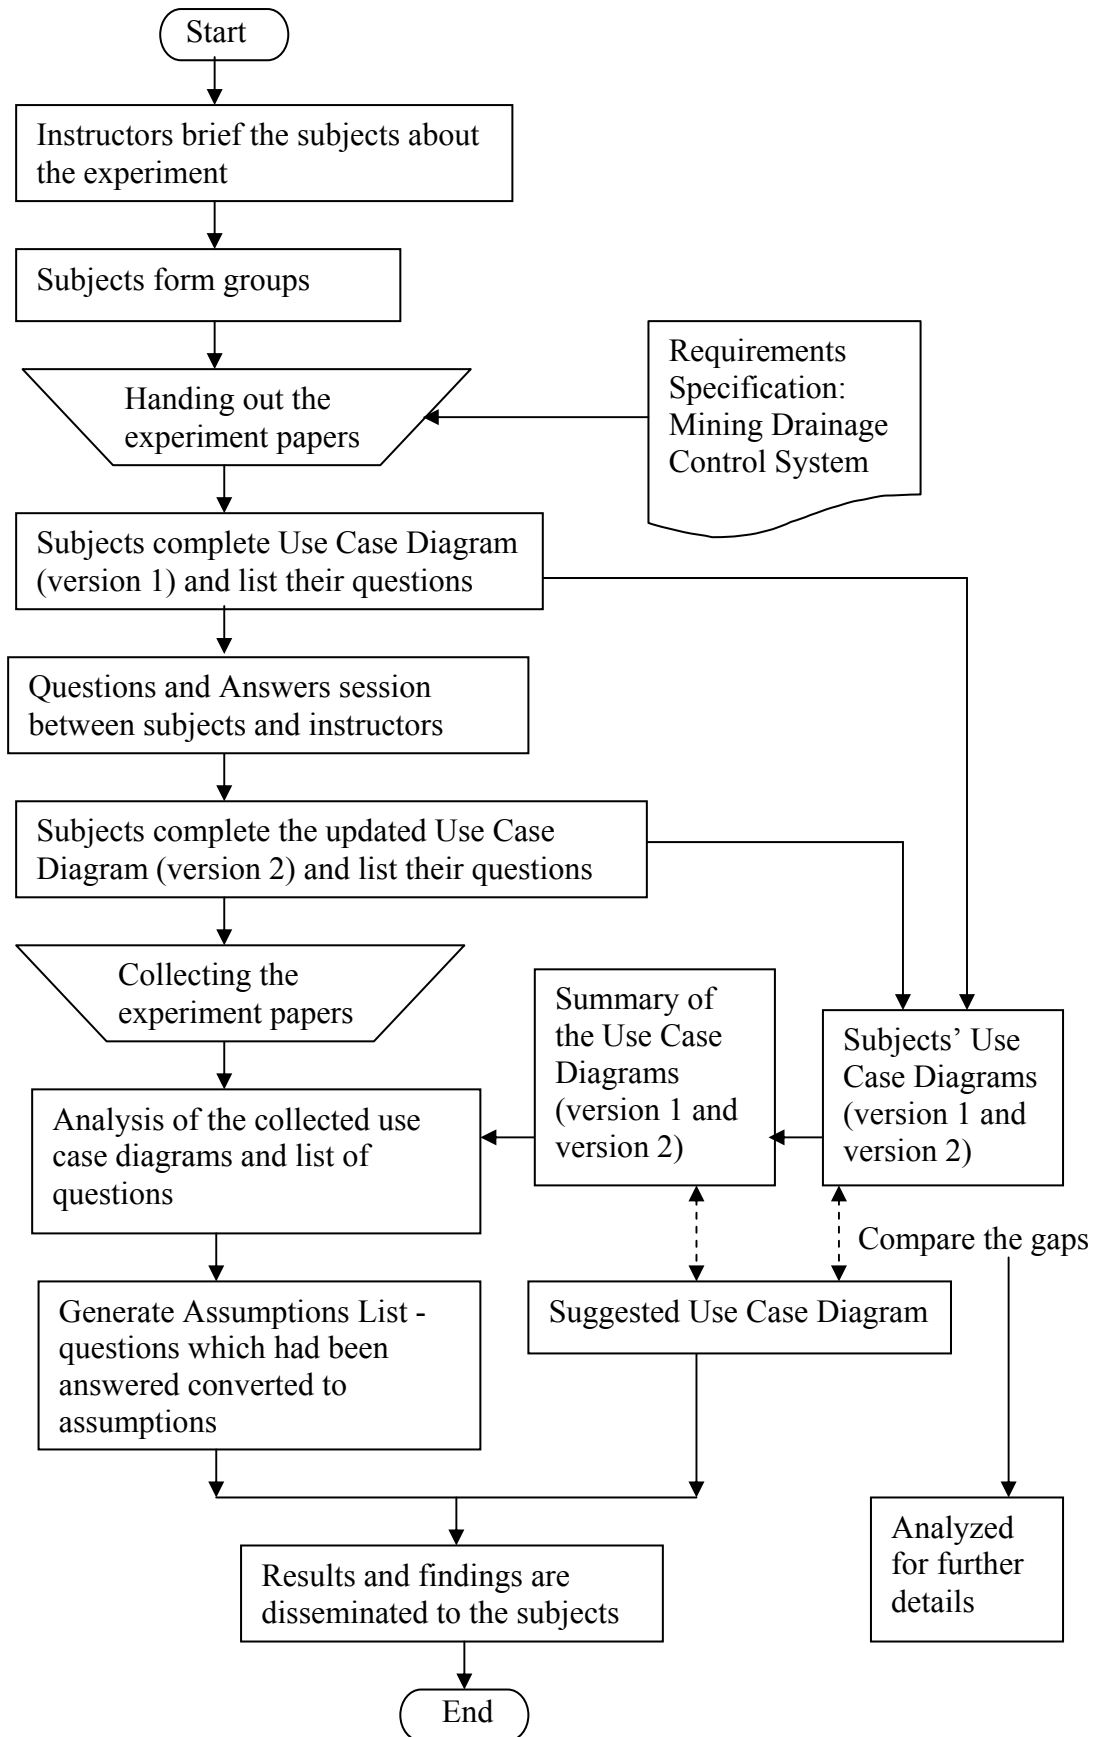 Start
Instructors brief the subjects about
the experiment
Subjects form groups
Handing out the
experiment papers
Requirements
Specification:
Mining Drainage
Control System
Subjects complete Use Case Diagram
(version 1) and list their questions
Questions and Answers session
between subjects and instructors
Subjects complete the updated Use Case
Diagram (version 2) and list their questions
Collecting the
experiment papers
Summary of
the Use Case
Diagrams
(version 1 and
version 2)
Subjects’ Use
Case Diagrams
(version 1 and
version 2)
Analysis of the collected use
case diagrams and list of
questions
Compare the gaps
Generate Assumptions List -
questions which had been
answered converted to
assumptions
Suggested Use Case Diagram
Analyzed
for further
details
Results and findings are
disseminated to the subjects
End